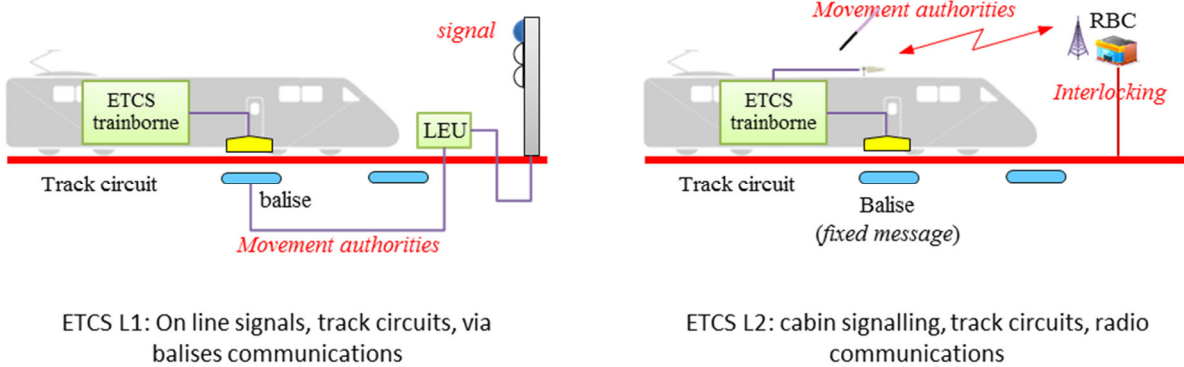 signal
ETCS
trainborne
LEU
Track circuit
balise
Movement authorities
ETCS L1: On line signals, track circuits, via
balises communications
Movement authorities
RBC
ETCS
trainborne
Interlocking
Track circuit
Balise
(fixed message)
ETCS L2: cabin signalling, track circuits, radio
communications